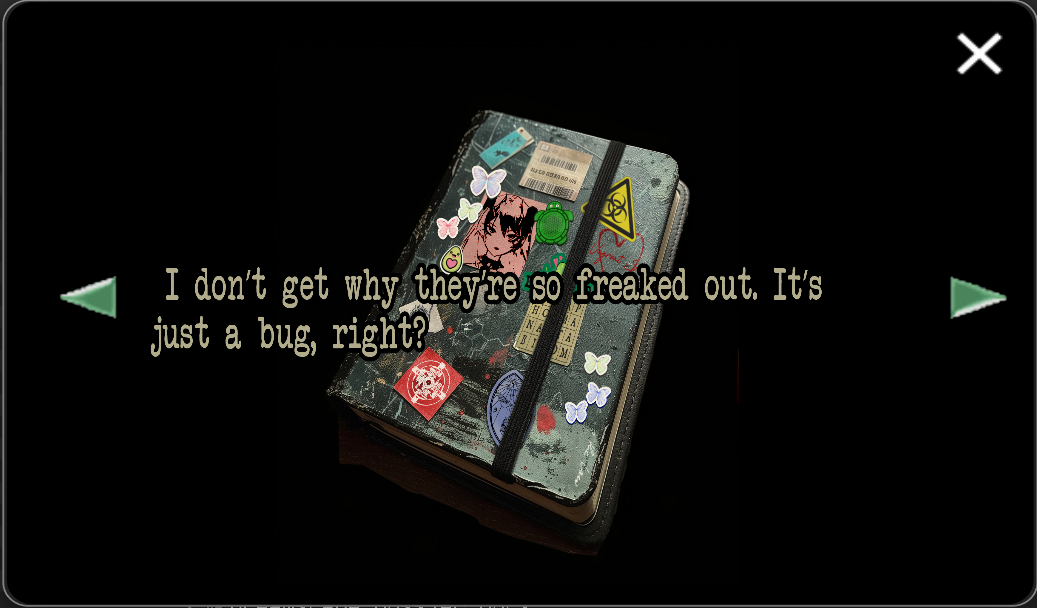 I don't get why they're so freaked out. It's
just a bug, right?